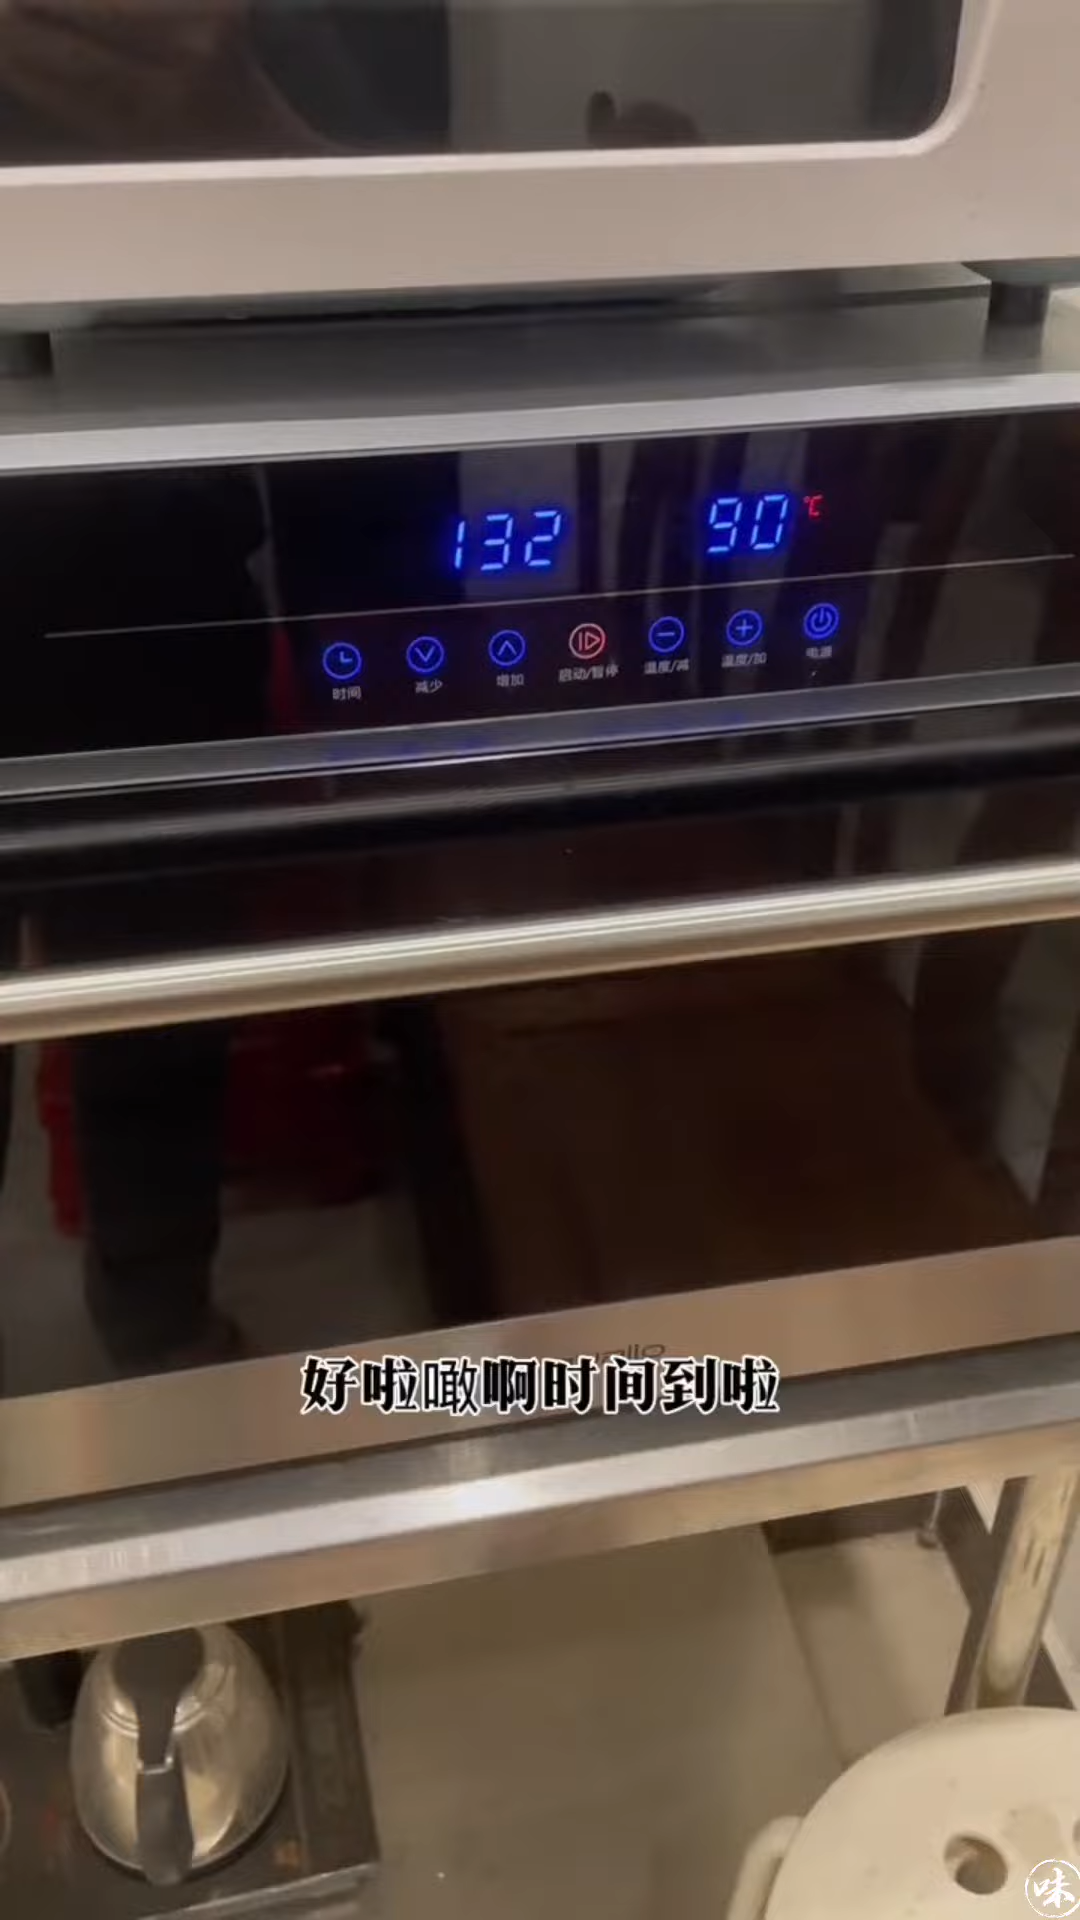 132 90 ℃
时间 减少 增加 启动/暂停 温度/减 温度/加 电源
好啦噉啊时间到啦
味